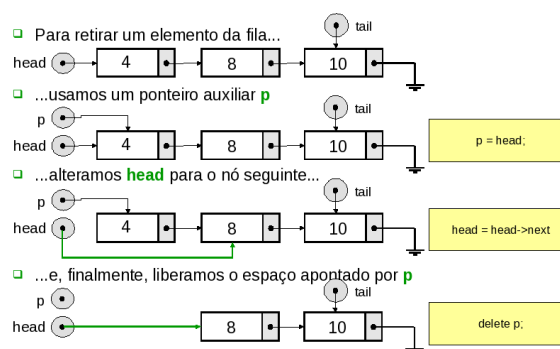 Para retirar um elemento da fila...
tail
head 4 8 10
...usamos um ponteiro auxiliar p
p
tail
head 4 8 10
p = head;
...alteramos head para o nó seguinte...
p
tail
head 4 8 10
head = head->next
...e, finalmente, liberamos o espaço apontado por p
p
tail
head 8 10
delete p;